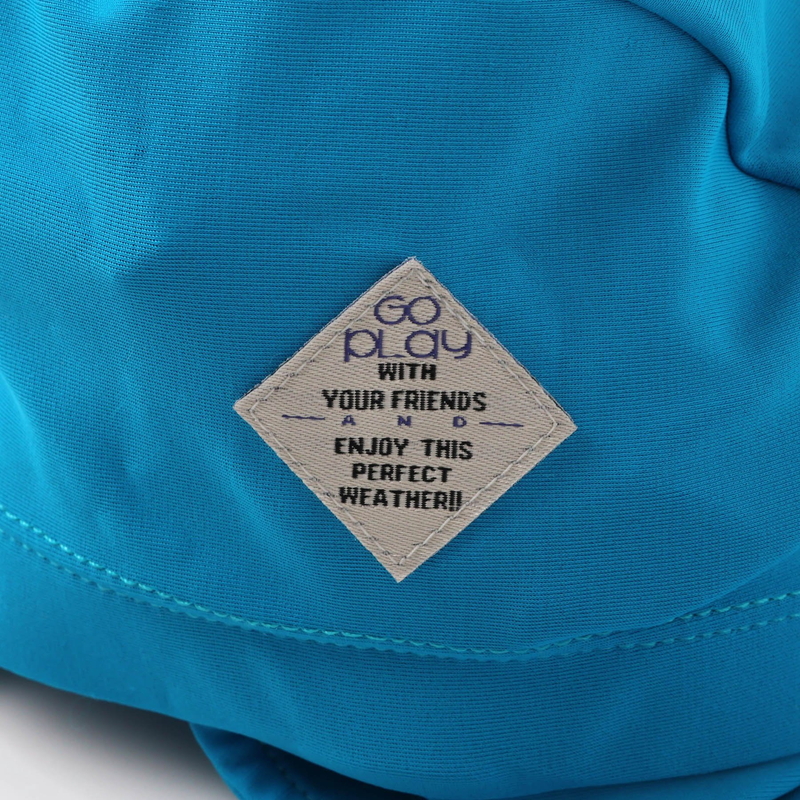 GO
PLay
WITH
YOUR FRIENDS
AND
ENJOY THIS
PERFECT
WEATHER!!